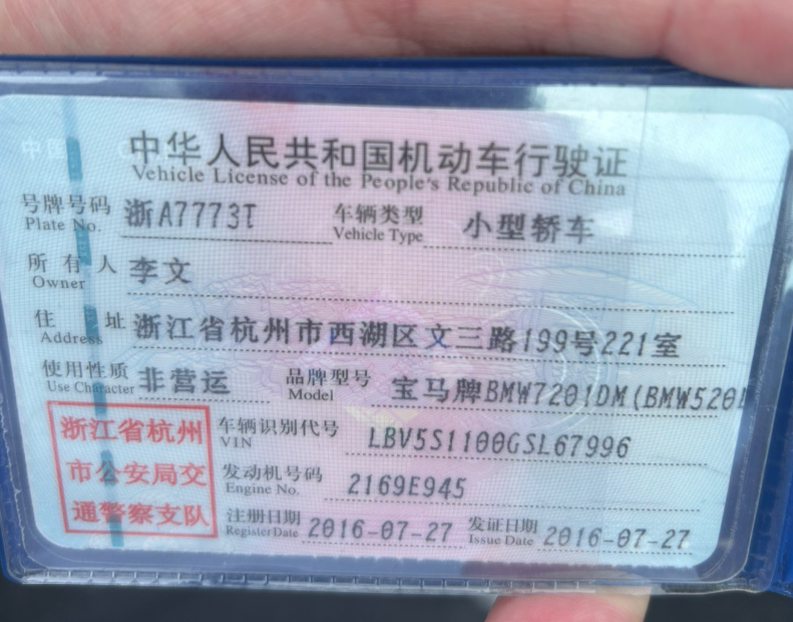 中华人民共和国机动车行驶证
Vehicle License of the People's Republic of China
号牌号码 浙A7773T 车辆类型 小型轿车
Plate No. Vehicle Type
所有人 李文
Owner
住址 浙江省杭州市西湖区文三路199号221室
Address
使用性质 非营运 品牌型号 宝马牌BMW7201DM(BMW520
Use Character Model
浙江省杭州
市公安局交
通警察支队
车辆识别代号 LBV5S1100GSL67996
VIN
发动机号码 2169E945
Engine No.
注册日期 2016-07-27 发证日期 2016-07-27
Register Date Issue Date